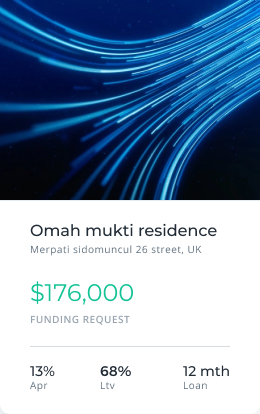 Omah mukti residence
Merpati sidomuncul 26 street, UK
$176,000
FUNDING REQUEST
13% 68% 12 mth
Apr Ltv Loan